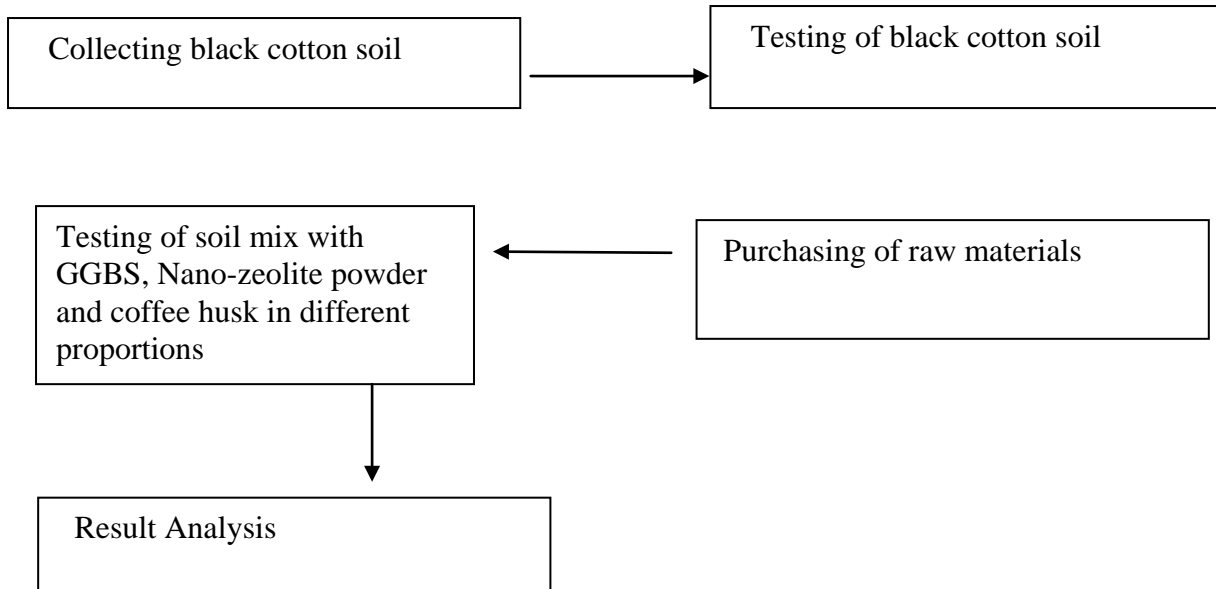 Collecting black cotton soil
Testing of black cotton soil
Purchasing of raw materials
Testing of soil mix with
GGBS, Nano-zeolite powder
and coffee husk in different
proportions
Result Analysis